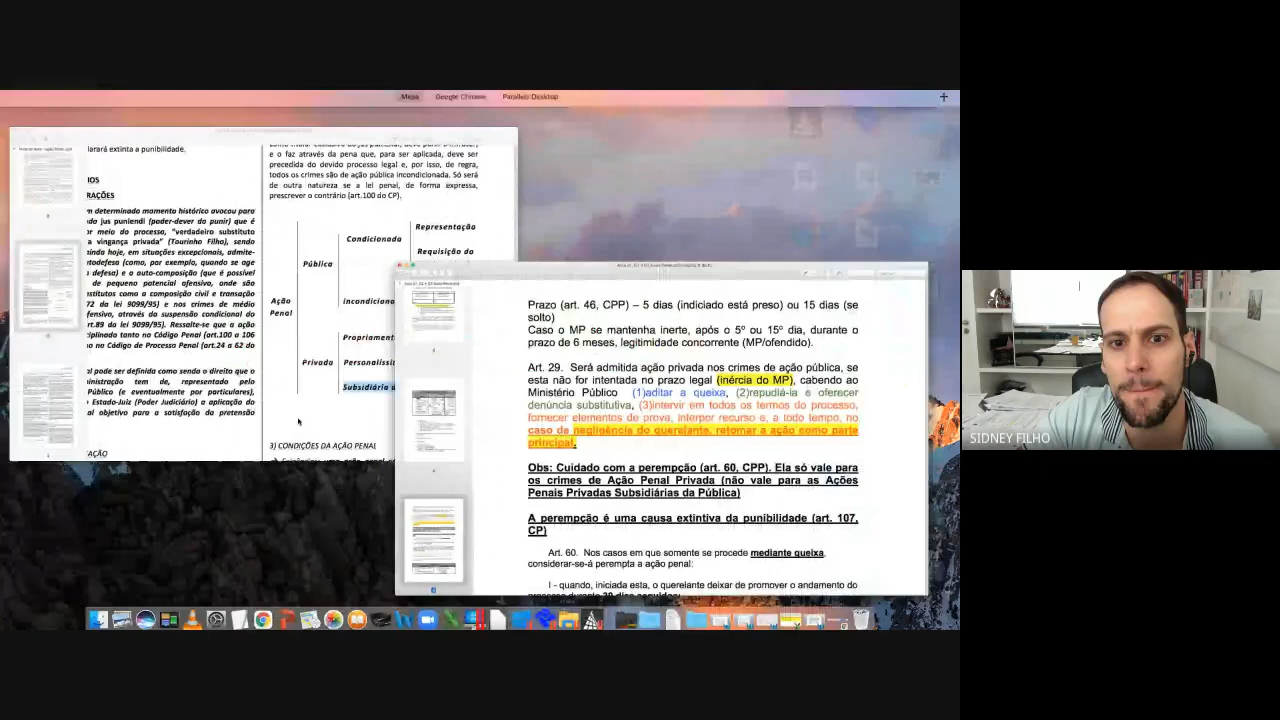 Mapa Google Chrome Parallels Desktop
larará extinta a punibilidade.
IOS
RAÇÕES
m determinado momento histórico avocou para
jus puniendi (poder-dever do punir) que é
or meio do processo, "verdadeiro substituto
a vingança privada" (Tourinho Filho), sendo
ainda hoje, em situações excepcionais, admite-
utodefesa (como, por exemplo, quando se age
defesa) e a auto-composição (que é possível
de pequeno potencial ofensivo, onde são
stitutos como a composição civil e transação
72 da lei 9099/95) e nos crimes de médio
fensivo, através da suspensão condicional do
art.89 da lei 9099/95). Ressalte-se que a ação
iplinada tanto no Código Penal (art.100 a 106
no Código de Processo Penal (art.24 a 62 do
l pode ser definida como sendo o direito que o
ministração tem de, representado pelo
Público (e eventualmente por particulares),
Estado-Juiz (Poder Judiciário) a aplicação do
al objetivo para a satisfação da pretensão
AÇÃO
e o faz através da pena que, para ser aplicada, deve ser
precedida do devido processo legal e, por isso, de regra,
todos os crimes são de ação pública incondicionada. Só será
de outra natureza se a lei penal, de forma expressa,
prescrever o contrário (art.100 do CP).
Representação
Condicionada
Requisição do
Pública
Ação
Penal
incondicion
Propriament
Privada
Personalíssi
Subsidiária
3) CONDIÇÕES DA AÇÃO PENAL
Prazo (art. 46, CPP) – 5 dias (indiciado está preso) ou 15 dias (se
solto)
Caso o MP se mantenha inerte, após o 5º ou 15º dia, durante o
prazo de 6 meses, legitimidade concorrente (MP/ofendido).
Art. 29. Será admitida ação privada nos crimes de ação pública, se
esta não for intentada no prazo legal (inércia do MP), cabendo ao
Ministério Público (1)aditar a queixa, (2)repudiá-la e oferecer
denúncia substitutiva, (3)intervir em todos os termos do processo,
fornecer elementos de prova, interpor recurso e, a todo tempo, no
caso de negligência do querelante, retomar a ação como parte
principal.
Obs: Cuidado com a perempção (art. 60, CPP). Ela só vale para
os crimes de Ação Penal Privada (não vale para as Ações
Penais Privadas Subsidiárias da Pública)
A perempção é uma causa extintiva da punibilidade (art. 107,
CP)
Art. 60. Nos casos em que somente se procede mediante queixa,
considerar-se-á perempta a ação penal:
I - quando, iniciada esta, o querelante deixar de promover o andamento do
processo durante 30 dias seguidos;
SIDNEY FILHO